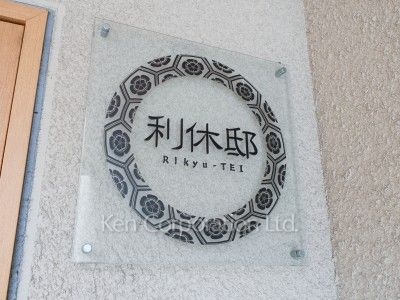 利休邸
Rikyu-TEI
Ken Corporation Ltd.